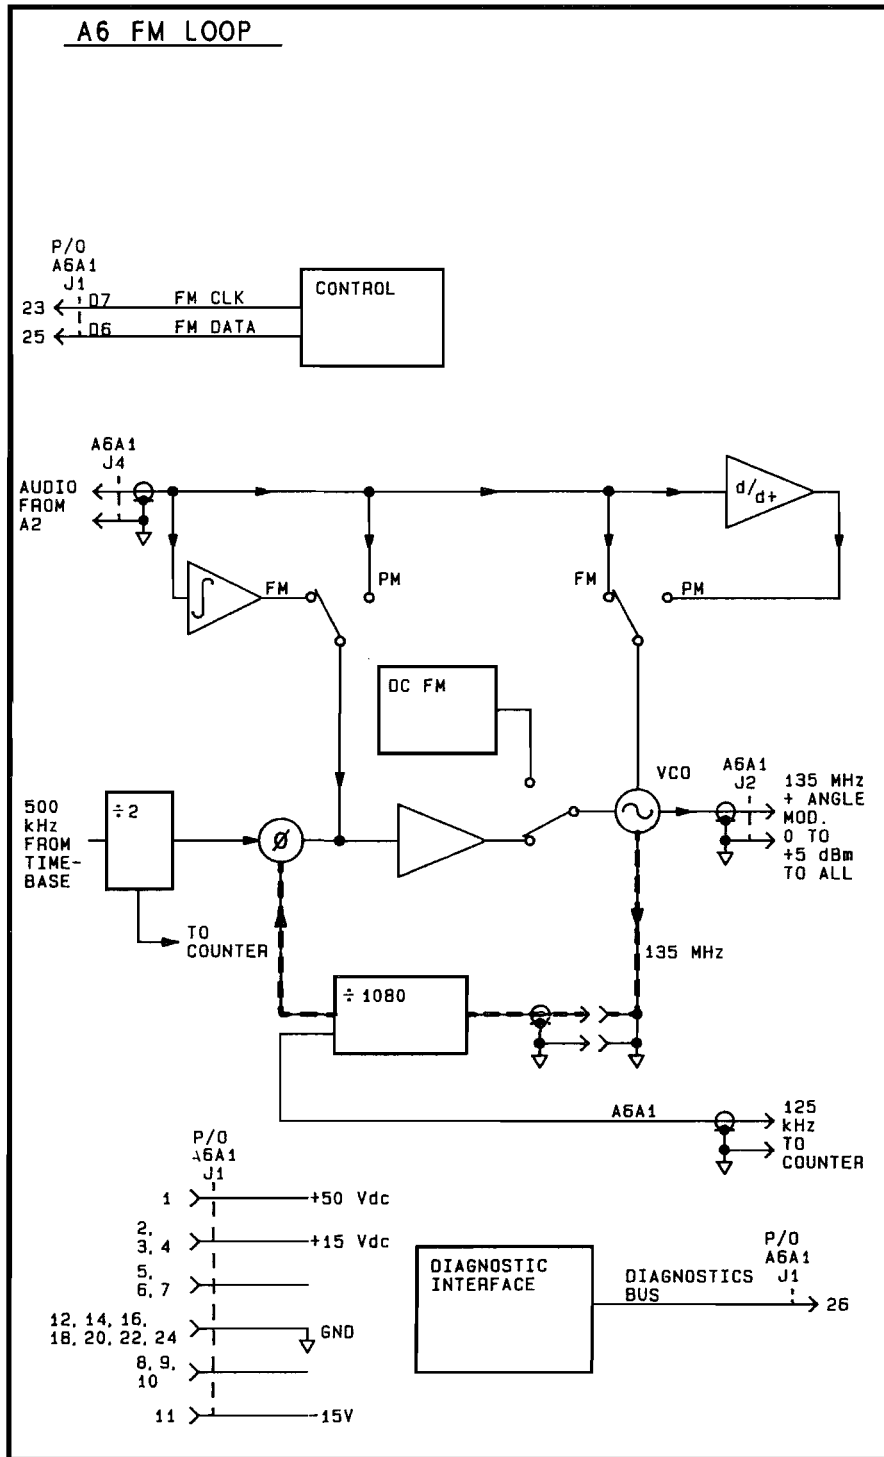 A6 FM LOOP
P/O
A6A1
J1
23 D7 FM CLK
25 D6 FM DATA
CONTROL
A6A1
J4
AUDIO
FROM
A2
d/d+
FM
PM
FM
PM
DC FM
VCO
A6A1
J2
135 MHz
+ ANGLE
MOD.
0 TO
+5 dBm
TO ALL
500
kHz
FROM
TIME-
BASE
÷2
Ø
TO
COUNTER
135 MHz
÷ 1080
A6A1
125
kHz
TO
COUNTER
P/O
A6A1
J1
1 +50 Vdc
2,
3, 4 +15 Vdc
5,
6, 7
12, 14, 16,
18, 20, 22, 24 GND
8, 9,
10
11 -15V
DIAGNOSTIC
INTERFACE
DIAGNOSTICS
BUS
P/O
A6A1
J1
26